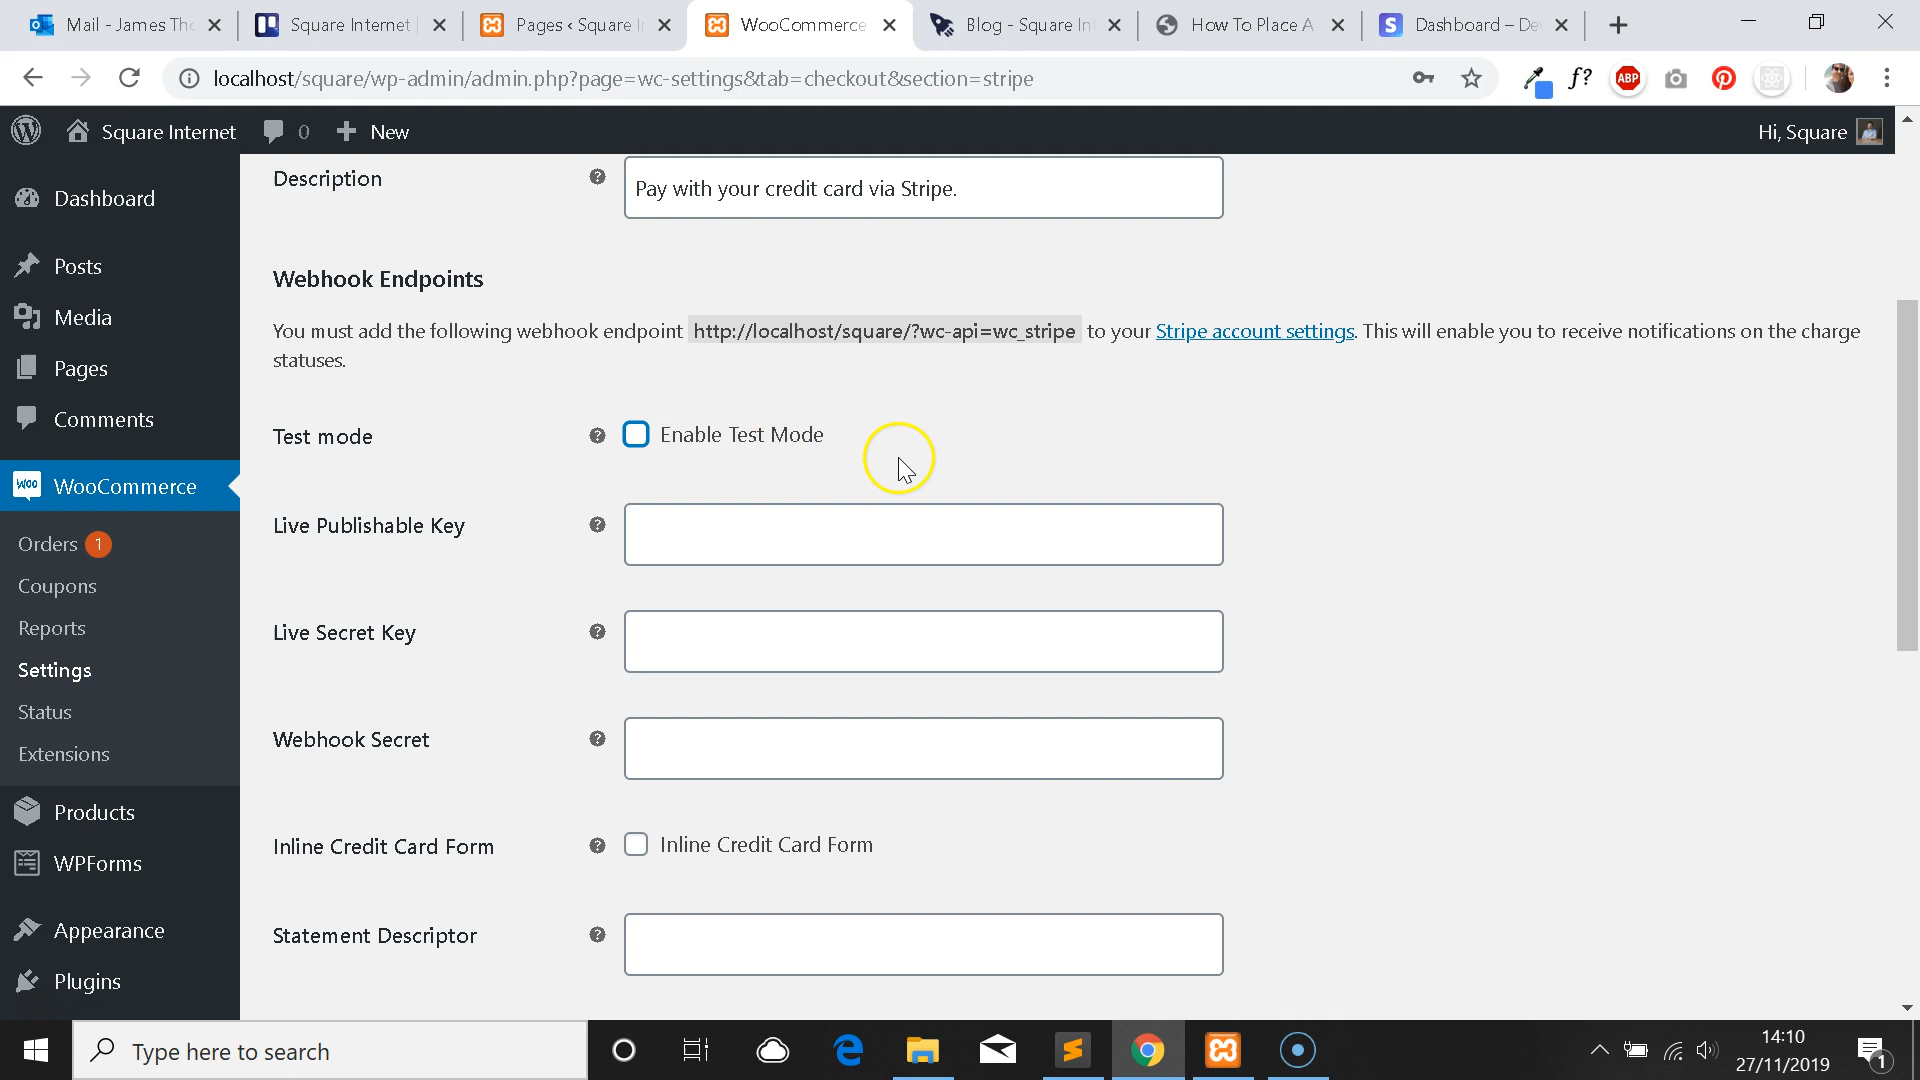 Mail - James Tho
Square Internet
Pages ‹ Square I
WooCommerce
Blog - Square Int
How To Place A
Dashboard – De
localhost/square/wp-admin/admin.php?page=wc-settings&tab=checkout&section=stripe
f?
ABP
Square Internet
0
New
Hi, Square
Dashboard
Posts
Media
Pages
Comments
WooCommerce
Orders 1
Coupons
Reports
Settings
Status
Extensions
Products
WPForms
Appearance
Plugins
Description
Pay with your credit card via Stripe.
Webhook Endpoints
You must add the following webhook endpoint http://localhost/square/?wc-api=wc_stripe to your Stripe account settings. This will enable you to receive notifications on the charge
statuses.
Test mode
Enable Test Mode
Live Publishable Key
Live Secret Key
Webhook Secret
Inline Credit Card Form
Inline Credit Card Form
Statement Descriptor
Type here to search
14:10
27/11/2019
1